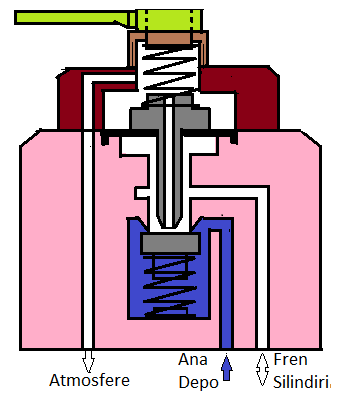 Atmosfere
Ana
Depo
Fren
Silindiri